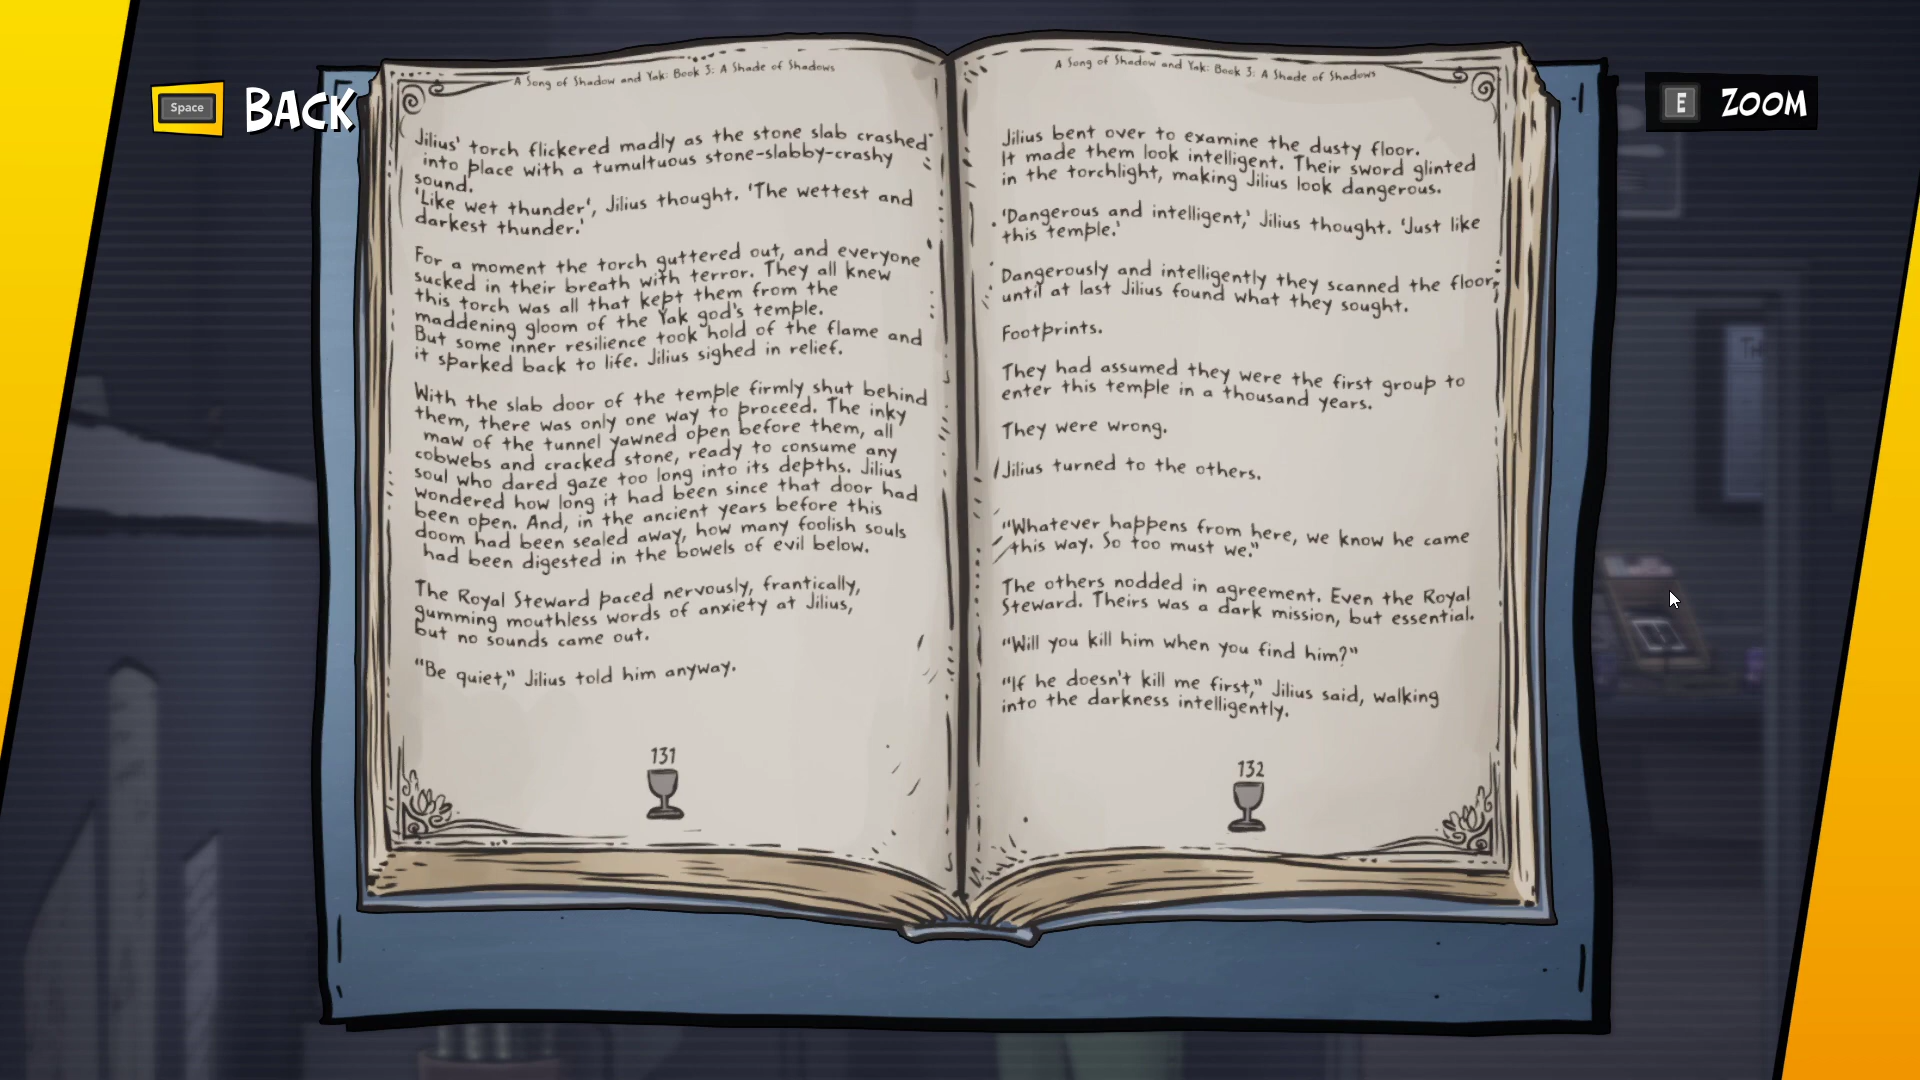 Space BACK
E ZOOM
A Song of Shadow and Yak: Book 3: A Shade of Shadows
Jilius' torch flickered madly as the stone slab crashed
into place with a tumultuous stone-slabby-crashy
sound.
'Like wet thunder', Jilius thought. 'The wettest and
darkest thunder.'
For a moment the torch guttered out, and everyone
sucked in their breath with terror. They all knew
this torch was all that kept them from the
maddening gloom of the Yak god's temple.
But some inner resilience took hold of the flame and
it sparked back to life. Jilius sighed in relief.
With the slab door of the temple firmly shut behind
them, there was only one way to proceed. The inky
maw of the tunnel yawned open before them, all
cobwebs and cracked stone, ready to consume any
soul who dared gaze too long into its depths. Jilius
wondered how long it had been since that door had
been open. And, in the ancient years before this
doom had been sealed away, how many foolish souls
had been digested in the bowels of evil below.
The Royal Steward paced nervously, frantically,
gumming mouthless words of anxiety at Jilius,
but no sounds came out.
"Be quiet," Jilius told him anyway.
131
A Song of Shadow and Yak: Book 3: A Shade of Shadows
Jilius bent over to examine the dusty floor.
It made them look intelligent. Their sword glinted
in the torchlight, making Jilius look dangerous.
'Dangerous and intelligent,' Jilius thought. 'Just like
this temple.'
Dangerously and intelligently they scanned the floor,
until at last Jilius found what they sought.
Footprints.
They had assumed they were the first group to
enter this temple in a thousand years.
They were wrong.
Jilius turned to the others.
"Whatever happens from here, we know he came
this way. So too must we."
The others nodded in agreement. Even the Royal
Steward. Theirs was a dark mission, but essential.
"Will you kill him when you find him?"
"If he doesn't kill me first," Jilius said, walking
into the darkness intelligently.
132